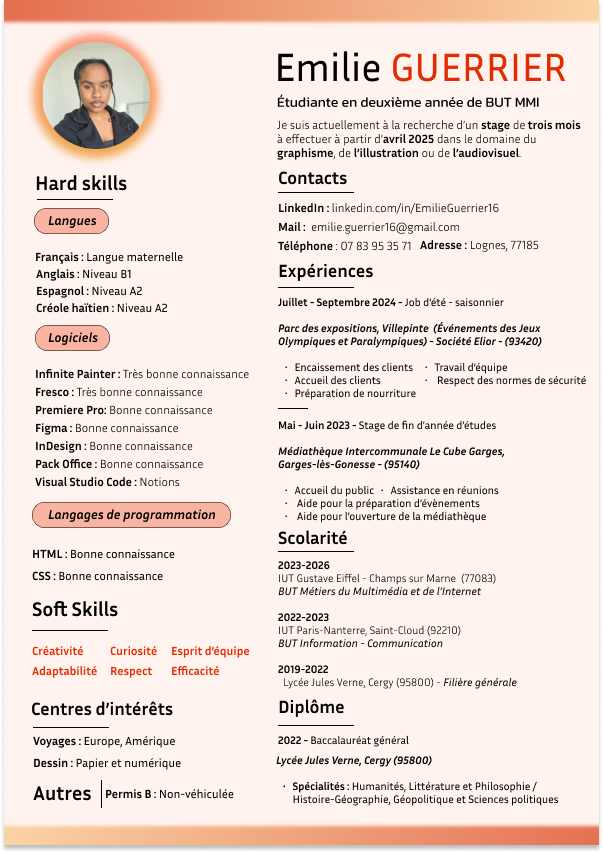 Emilie GUERRIER
Étudiante en deuxième année de BUT MMI
Je suis actuellement à la recherche d'un stage de trois mois
à effectuer à partir d'avril 2025 dans le domaine du
graphisme, de l'illustration ou de l'audiovisuel.
Hard skills
Langues
Français : Langue maternelle
Anglais : Niveau B1
Espagnol : Niveau A2
Créole haïtien : Niveau A2
Logiciels
Infinite Painter : Très bonne connaissance
Fresco : Très bonne connaissance
Premiere Pro: Bonne connaissance
Figma : Bonne connaissance
InDesign : Bonne connaissance
Pack Office : Bonne connaissance
Visual Studio Code : Notions
Langages de programmation
HTML : Bonne connaissance
CSS : Bonne connaissance
Soft Skills
Créativité Curiosité Esprit d'équipe
Adaptabilité Respect Efficacité
Centres d'intérêts
Voyages : Europe, Amérique
Dessin : Papier et numérique
Autres Permis B : Non-véhiculée
Contacts
LinkedIn : linkedin.com/in/EmilieGuerrier16
Mail : emilie.guerrier16@gmail.com
Téléphone : 07 83 95 35 71 Adresse : Lognes, 77185
Expériences
Juillet - Septembre 2024 - Job d'été - saisonnier
Parc des expositions, Villepinte (Événements des Jeux
Olympiques et Paralympiques) - Société Elior - (93420)
· Encaissement des clients · Travail d'équipe
· Accueil des clients · Respect des normes de sécurité
· Préparation de nourriture
Mai - Juin 2023 - Stage de fin d'année d'études
Médiathèque Intercommunale Le Cube Garges,
Garges-lès-Gonesse - (95140)
· Accueil du public · Assistance en réunions
· Aide pour la préparation d'évènements
· Aide pour l'ouverture de la médiathèque
Scolarité
2023-2026
IUT Gustave Eiffel - Champs sur Marne (77083)
BUT Métiers du Multimédia et de l'Internet
2022-2023
IUT Paris-Nanterre, Saint-Cloud (92210)
BUT Information - Communication
2019-2022
Lycée Jules Verne, Cergy (95800) - Filière générale
Diplôme
2022 - Baccalauréat général
Lycée Jules Verne, Cergy (95800)
· Spécialités : Humanités, Littérature et Philosophie /
Histoire-Géographie, Géopolitique et Sciences politiques